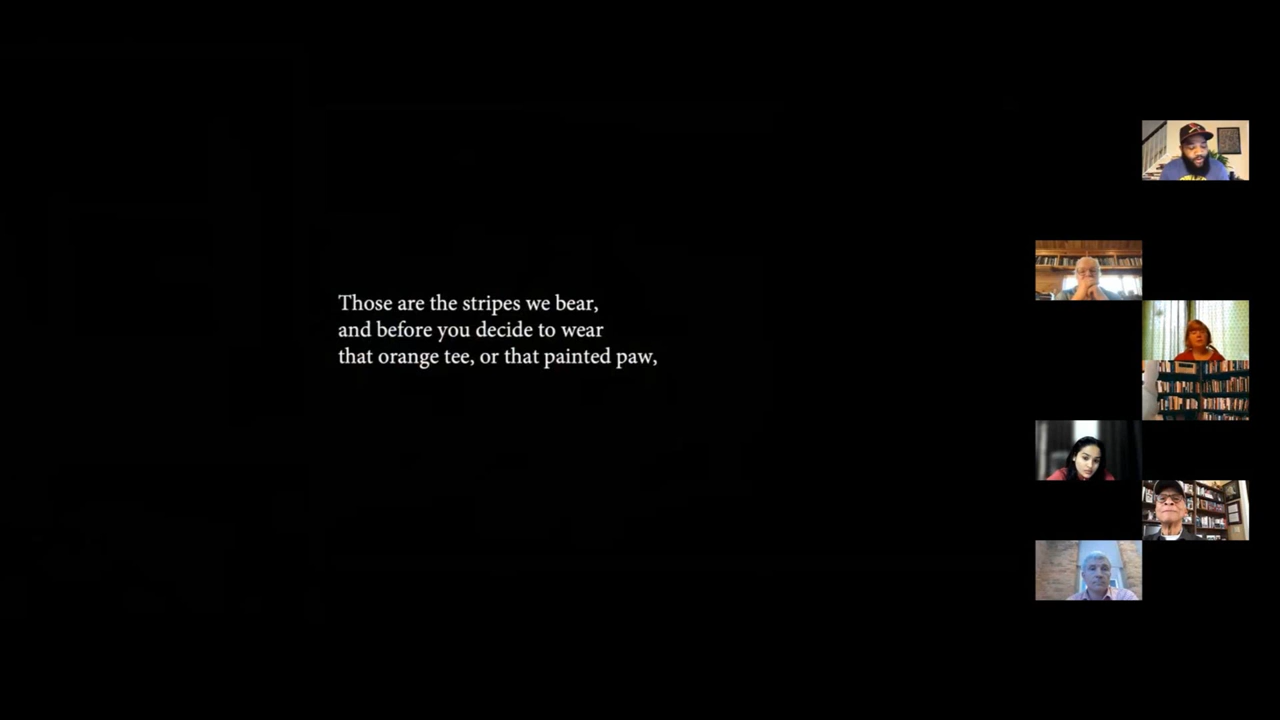 Those are the stripes we bear,
and before you decide to wear
that orange tee, or that painted paw,